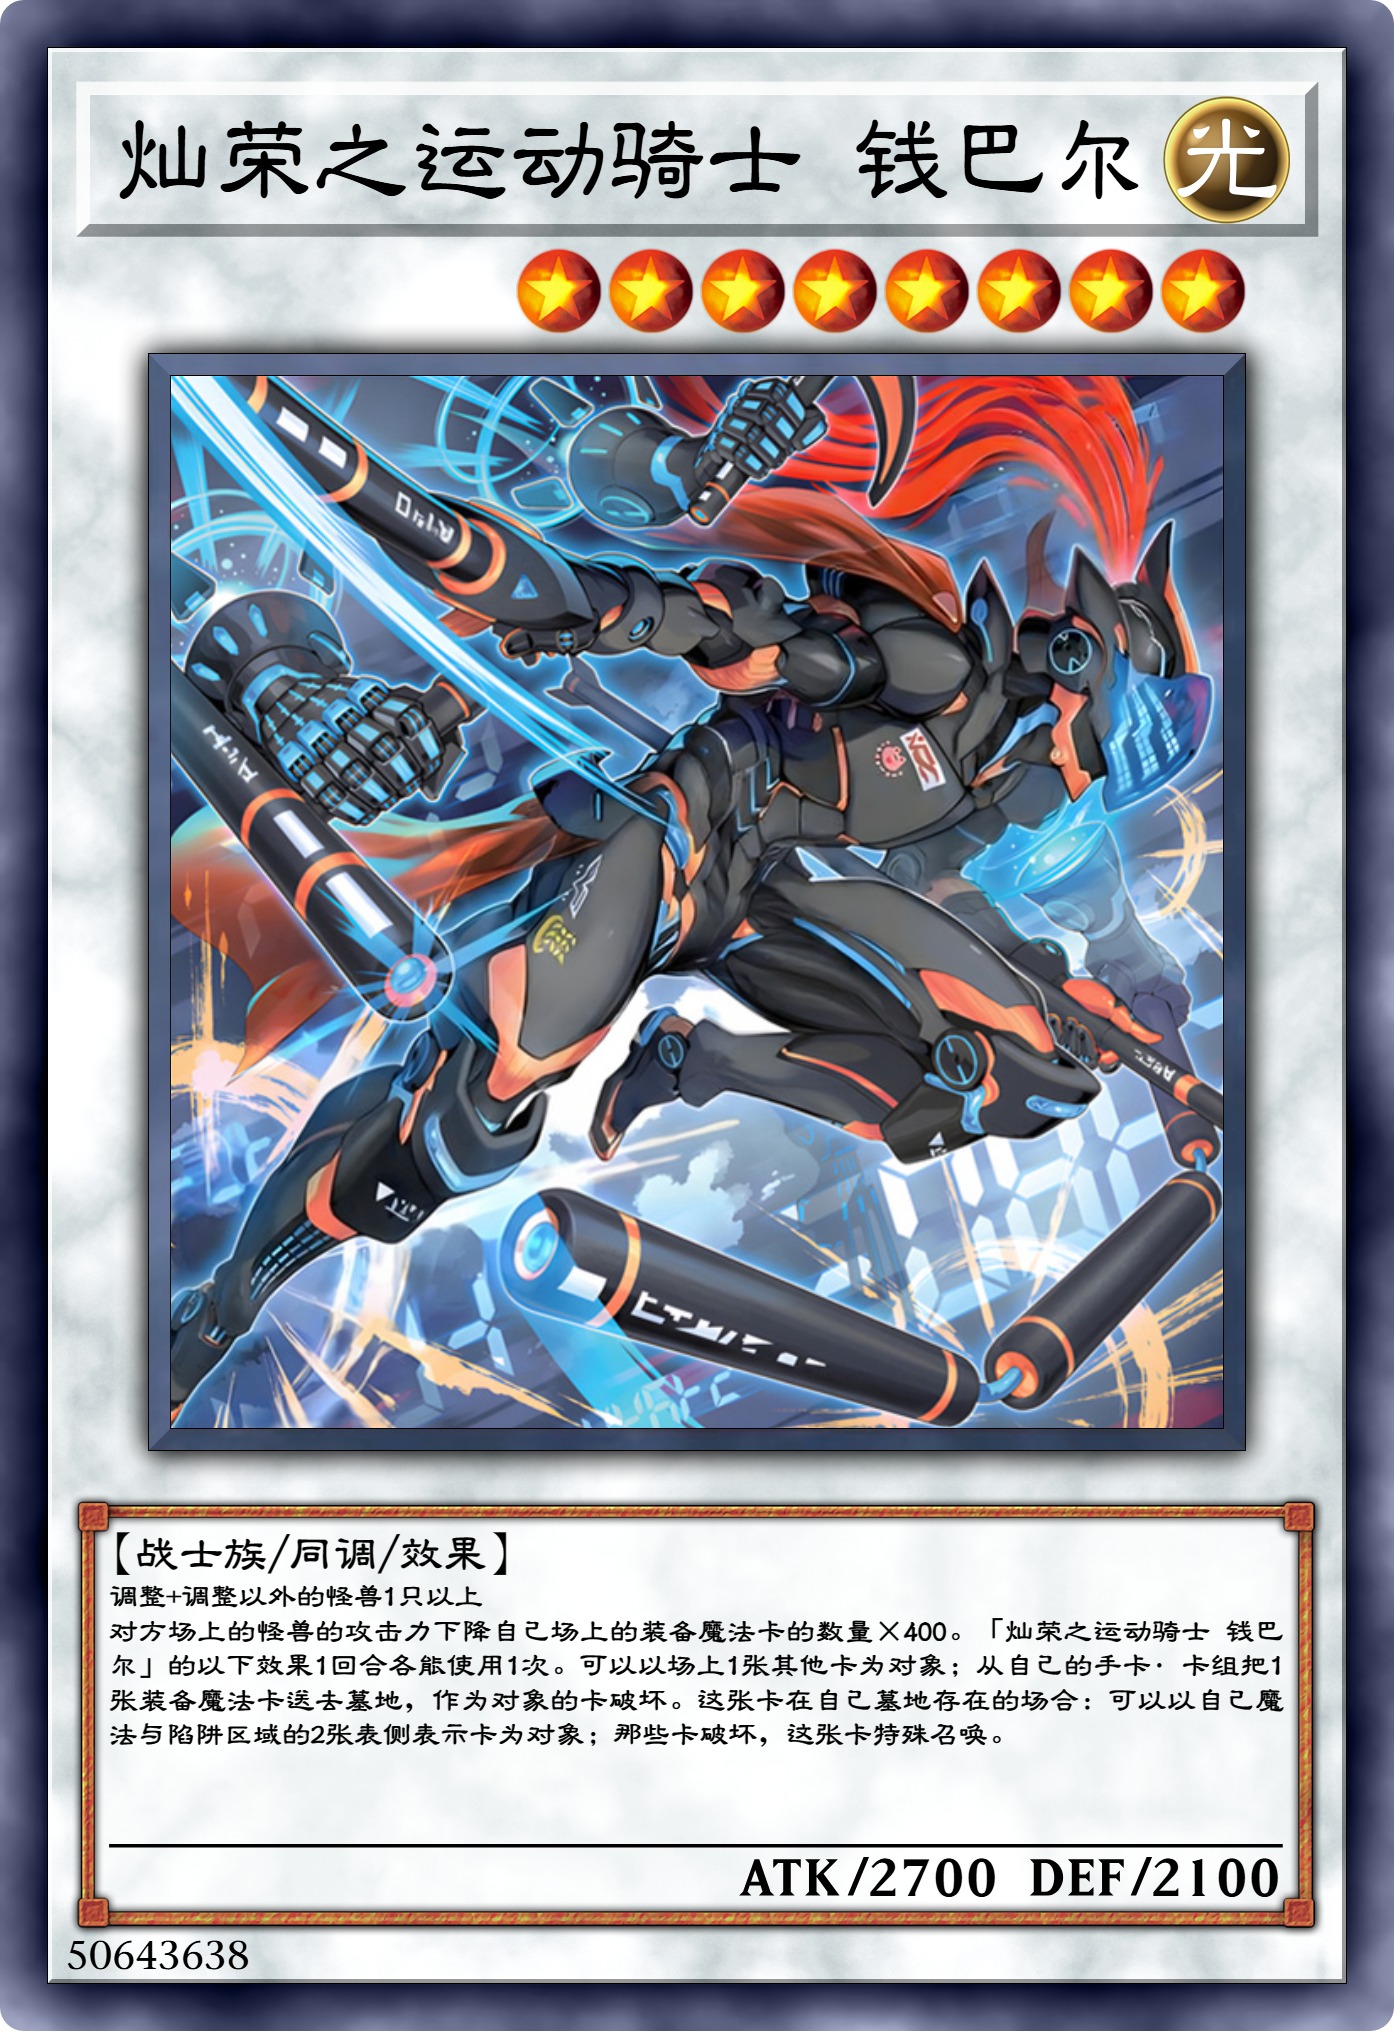 灿荣之运动骑士 钱巴尔 光
【战士族/同调/效果】
调整+调整以外的怪兽1只以上
对方场上的怪兽的攻击力下降自己场上的装备魔法卡的数量×400。「灿荣之运动骑士 钱巴
尔」的以下效果1回合各能使用1次。可以以场上1张其他卡为对象;从自己的手卡·卡组把1
张装备魔法卡送去墓地,作为对象的卡破坏。这张卡在自己墓地存在的场合:可以以自己魔
法与陷阱区域的2张表侧表示卡为对象;那些卡破坏,这张卡特殊召唤。
ATK/2700 DEF/2100
50643638